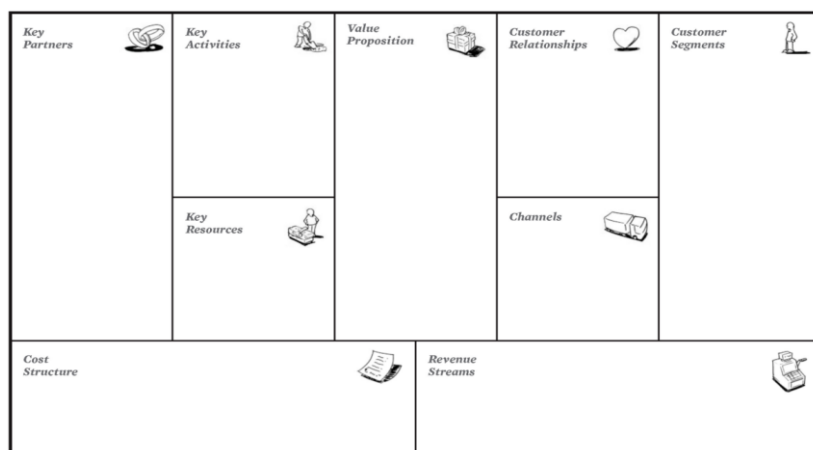 Key
Partners
Key
Activities
Value
Proposition
Customer
Relationships
Customer
Segments
Key
Resources
Channels
Cost
Structure
Revenue
Streams